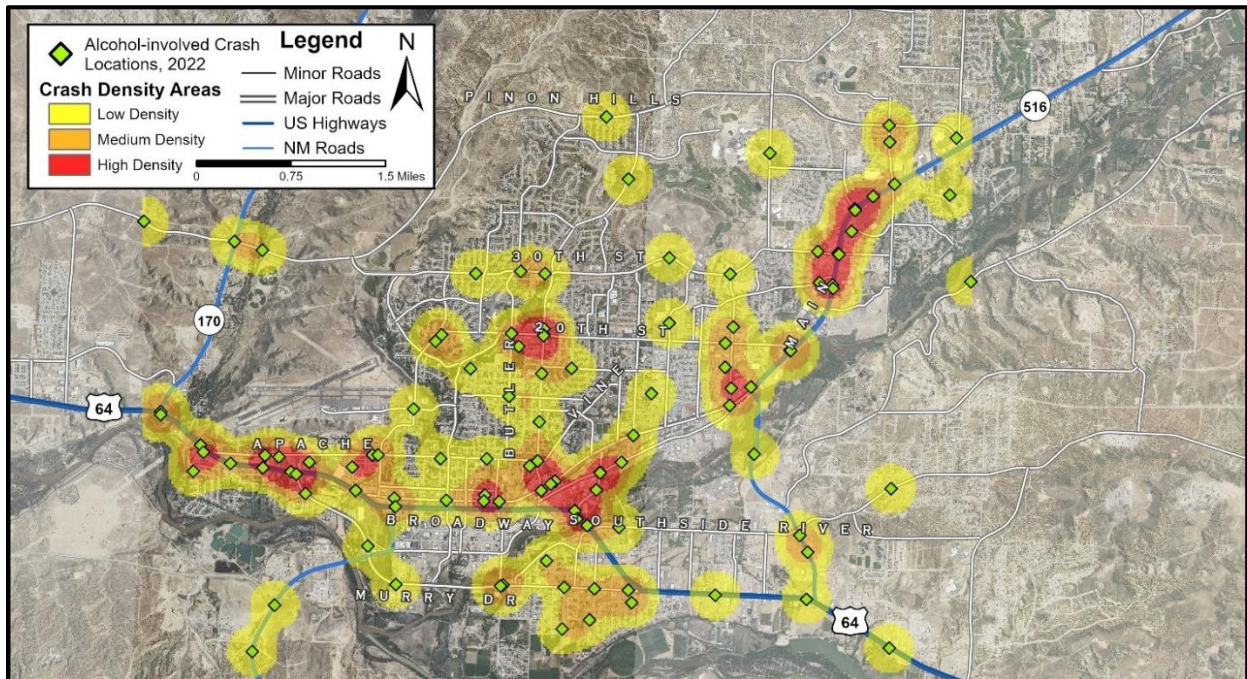 Legend
N
Alcohol-involved Crash
Locations, 2022
Crash Density Areas
Low Density
Medium Density
High Density
Minor Roads
Major Roads
US Highways
NM Roads
0 0.75 1.5 Miles
PINON HILLS
516
30TH ST
170
20TH ST
MAIN
BUTLER
VINE
64
APACHE
BROADWAY
SOUTHSIDE RIVER
MURRY DR
64